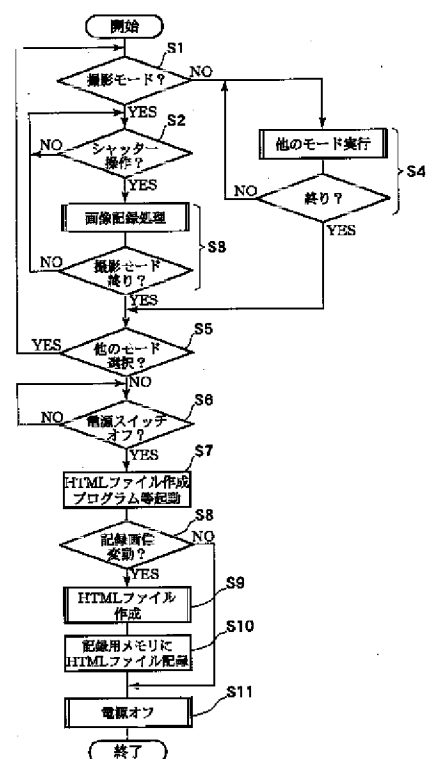 開始
S1
撮影モード?
NO
YES
S2
シャッター
操作?
NO
YES
画像記録処理
S3
撮影モード
終り?
NO
YES
他のモード実行
S4
終り?
NO
YES
S5
他のモード
選択?
YES
NO
S6
電源スイッチ
オフ?
NO
YES
S7
HTMLファイル作成
プログラム等起動
S8
記録画像
変動?
NO
YES
S9
HTMLファイル
作成
S10
記録用メモリに
HTMLファイル記録
S11
電源オフ
終了